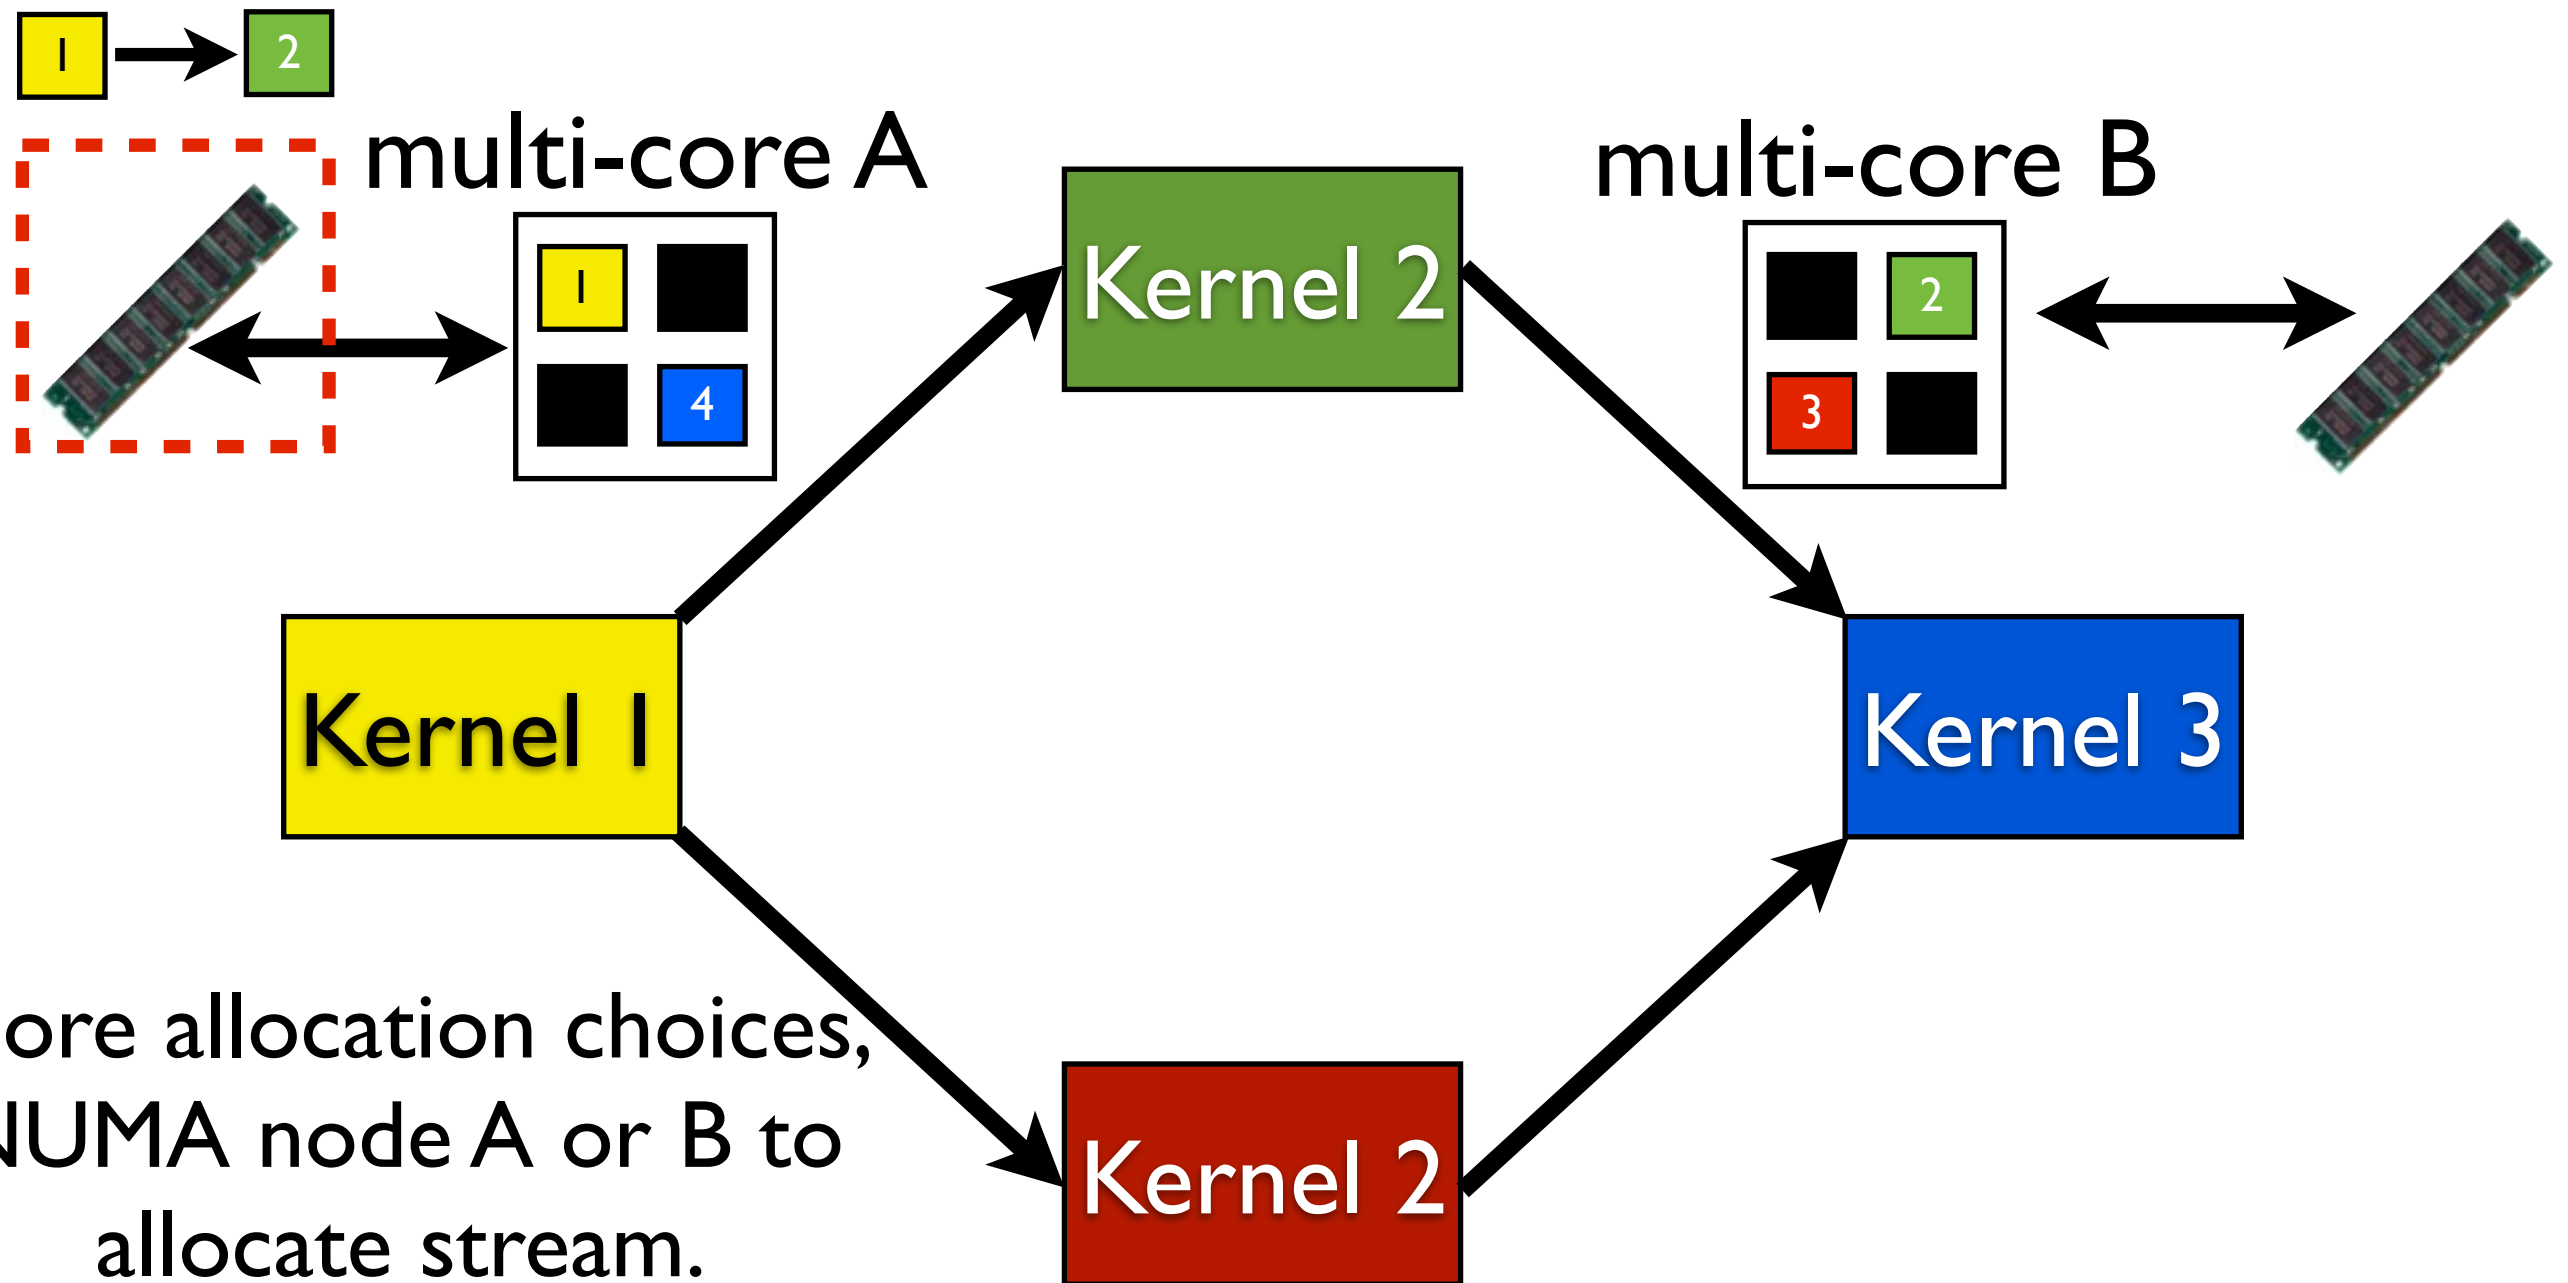 1 2
multi-core A
multi-core B
1
4
2
3
Kernel 2
Kernel 1
Kernel 3
Kernel 2
ore allocation choices,
NUMA node A or B to
allocate stream.